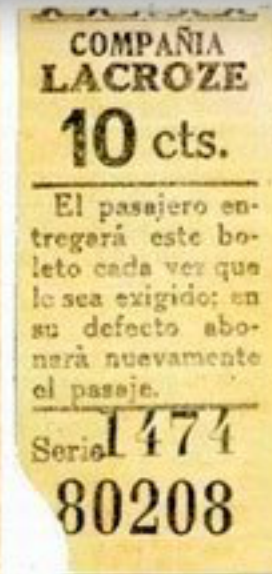 COMPAÑIA
LACROZE
10 cts.
El pasajero en-
tregará este bo-
leto cada vez que
le sea exigido; en
su defecto abo-
nará nuevamente
el pasaje.
Serie 1474
80208